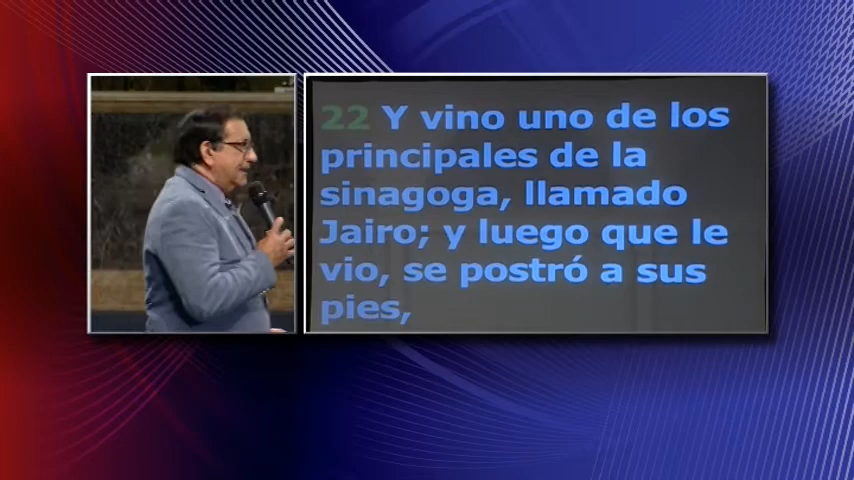 22 Y vino uno de los
principales de la
sinagoga, llamado
Jairo; y luego que le
vio, se postró a sus
pies,